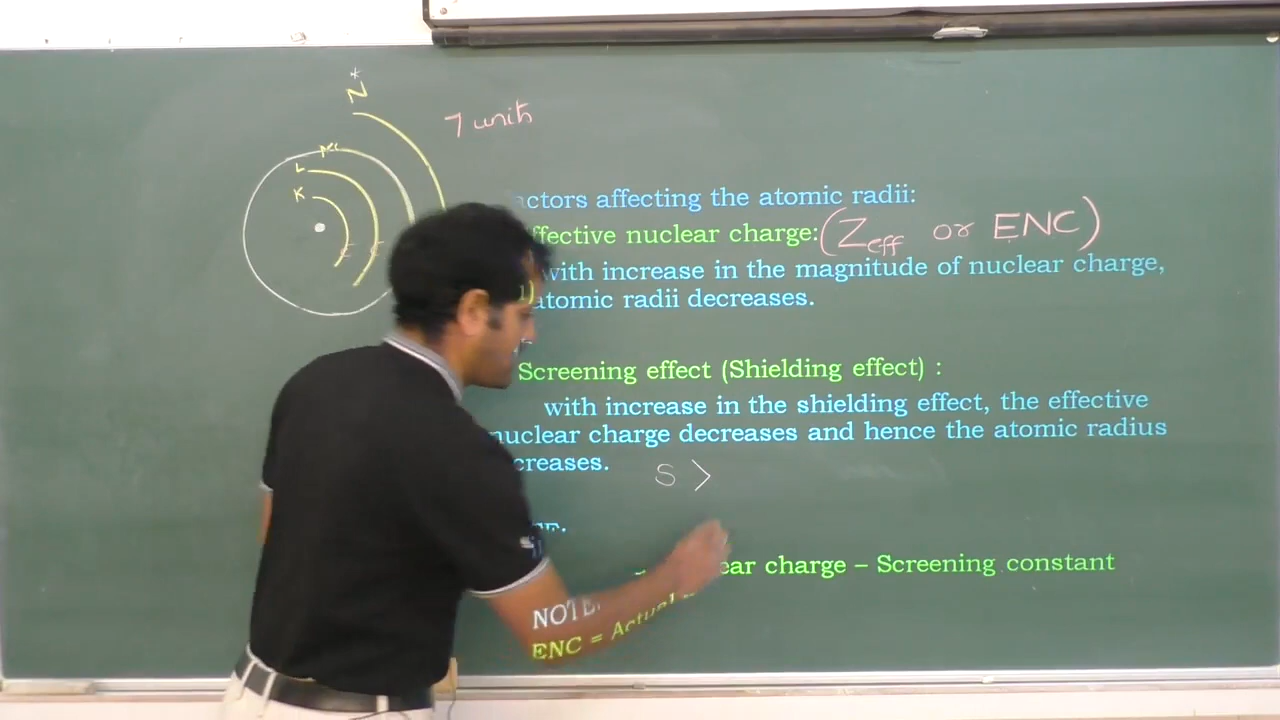 N*
7 units
L
K
actors affecting the atomic radii:
ffective nuclear charge: (Zeff or ENC)
with increase in the magnitude of nuclear charge,
atomic radii decreases.
Screening effect (Shielding effect) :
with increase in the shielding effect, the effective
nuclear charge decreases and hence the atomic radius
creases.
S >
ear charge – Screening constant
NOTE:
ENC = Actual